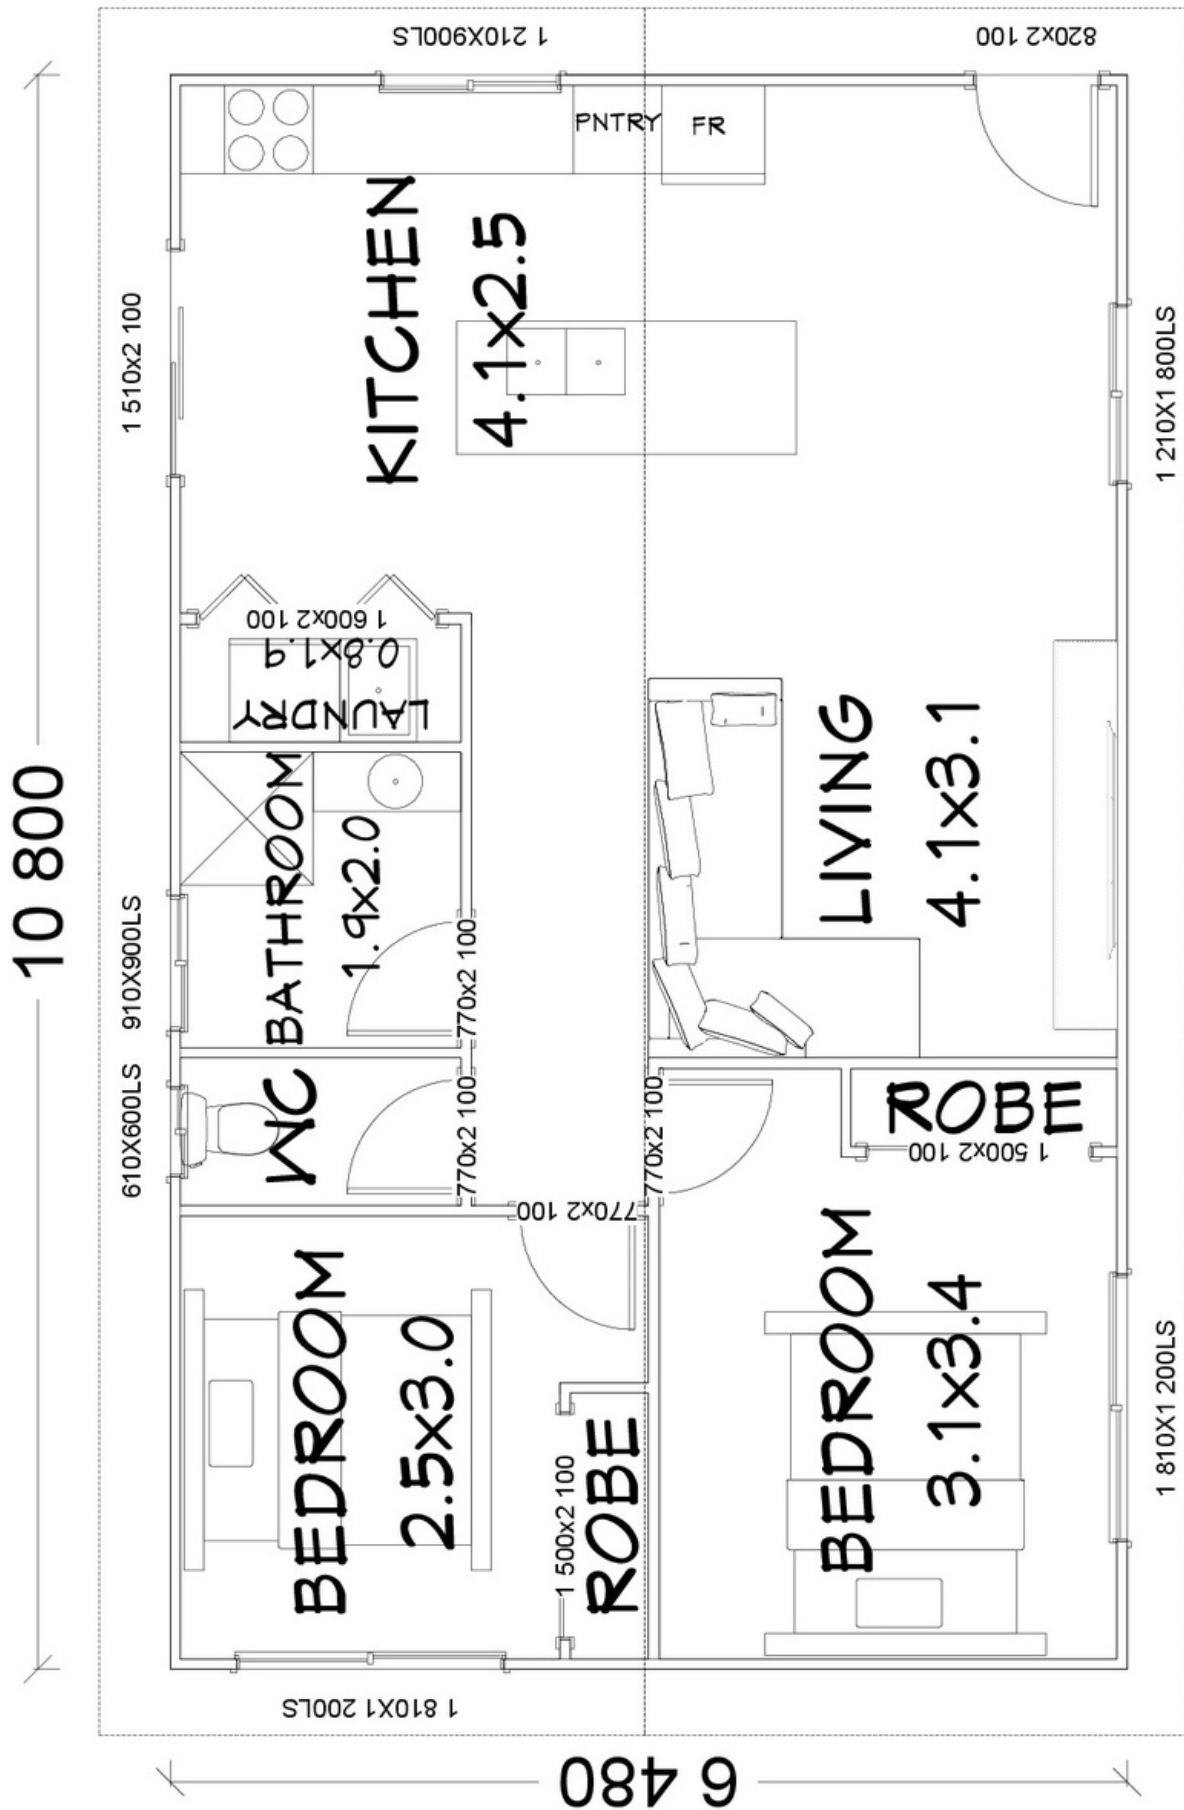 1 210X900LS
820x2 100
PNTRY
FR
KITCHEN
4.1x2.5
1 510x2 100
1 210X1 800LS
1 600x2 100
0.8x1.9
LAUNDRY
10 800
BATHROOM
1.9x2.0
910X900LS
770x2 100
LIVING
4.1x3.1
610X600LS
WC
770x2 100
770x2 100
ROBE
1 500x2 100
770x2 100
BEDROOM
2.5x3.0
BEDROOM
3.1x3.4
1 810X1 200LS
1 500x2 100
ROBE
1 810X1 200LS
6 480